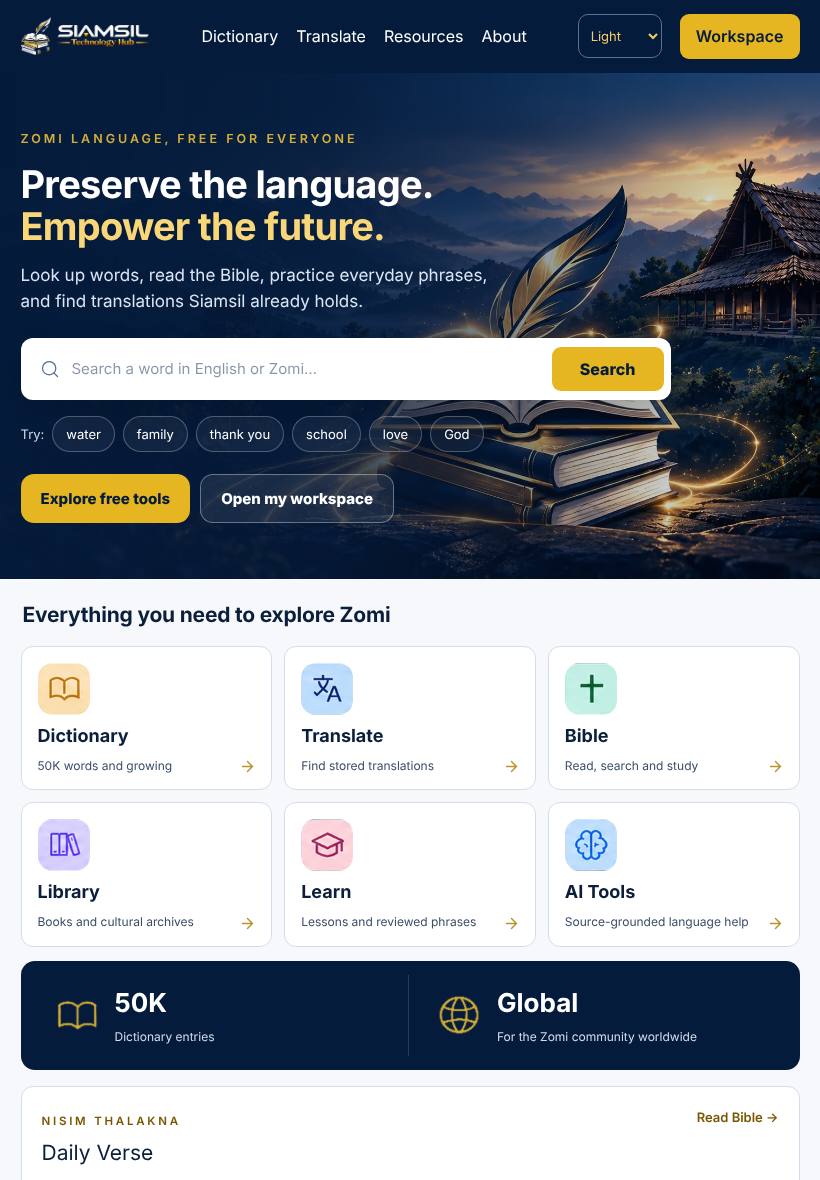 SIAMSIL
Technology Hub
Dictionary
Translate
Resources
About
Light
Workspace
ZOMI LANGUAGE, FREE FOR EVERYONE
Preserve the language.
Empower the future.
Look up words, read the Bible, practice everyday phrases,
and find translations Siamsil already holds.
Search a word in English or Zomi...
Search
Try:
water
family
thank you
school
love
God
Explore free tools
Open my workspace
Everything you need to explore Zomi
Dictionary
50K words and growing
Translate
Find stored translations
Bible
Read, search and study
Library
Books and cultural archives
Learn
Lessons and reviewed phrases
AI Tools
Source-grounded language help
50K
Dictionary entries
Global
For the Zomi community worldwide
NISIM THALAKNA
Read Bible →
Daily Verse